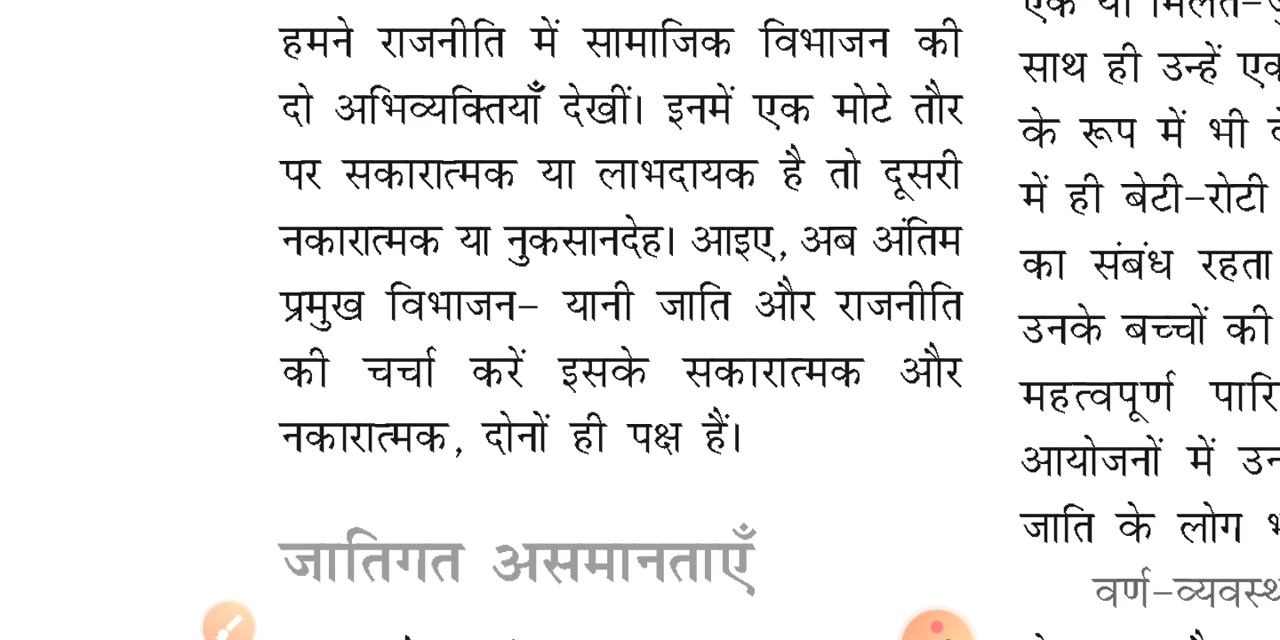 हमने राजनीति में सामाजिक विभाजन की
दो अभिव्यक्तियाँ देखीं। इनमें एक मोटे तौर
पर सकारात्मक या लाभदायक है तो दूसरी
नकारात्मक या नुकसानदेह। आइए, अब अंतिम
प्रमुख विभाजन– यानी जाति और राजनीति
की चर्चा करें इसके सकारात्मक और
नकारात्मक, दोनों ही पक्ष हैं।
जातिगत असमानताएँ
साथ ही उन्हें
के रूप में भी
में ही बेटी–रोटी
का संबंध रहता
उनके बच्चों की
महत्वपूर्ण
आयोजनों में
जाति के लोग